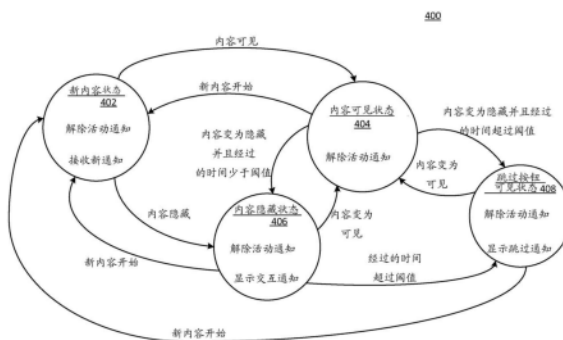 400
内容可见
新内容状态
402
解除活动通知
接收新通知
新内容开始
内容可见状态
404
解除活动通知
内容变为隐藏并且经过
的时间超过阈值
内容变为隐藏
并且经过
的时间少于阈值
内容变为
可见
跳过按钮
可见状态 408
解除活动通知
显示跳过通知
内容隐藏
内容隐藏状态
406
解除活动通知
显示交互通知
内容变为
可见
新内容开始
经过的时间
超过阈值
新内容开始